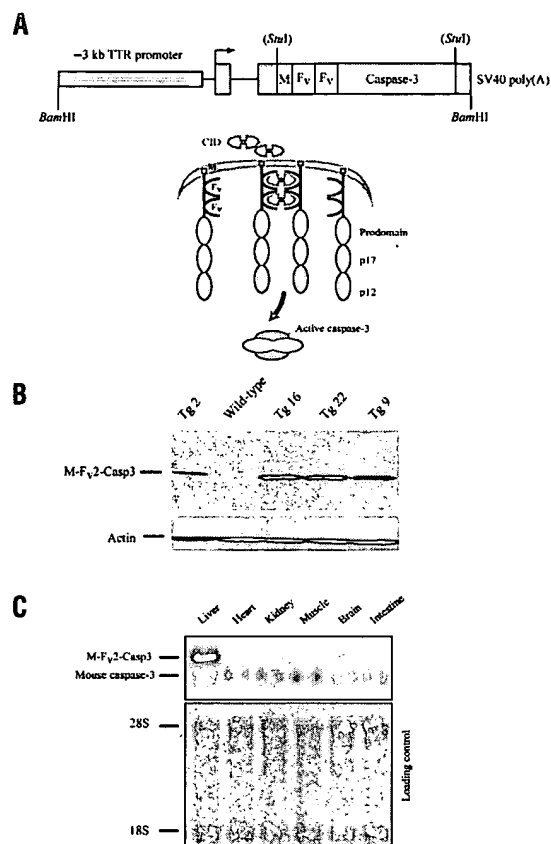 A
(StuI) (StuI)
−3 kb TTR promoter
M Fv Fv Caspase-3 SV40 poly(A)
BamHI BamHI
CID
M
Fv
Fv
Prodomain
p17
p12
Active caspase-3
B
Tg 2 Wild-type Tg 16 Tg 22 Tg 9
M-Fv2-Casp3
Actin
C
Liver Heart Kidney Muscle Brain Intestine
M-Fv2-Casp3
Mouse caspase-3
28S
18S
Loading control